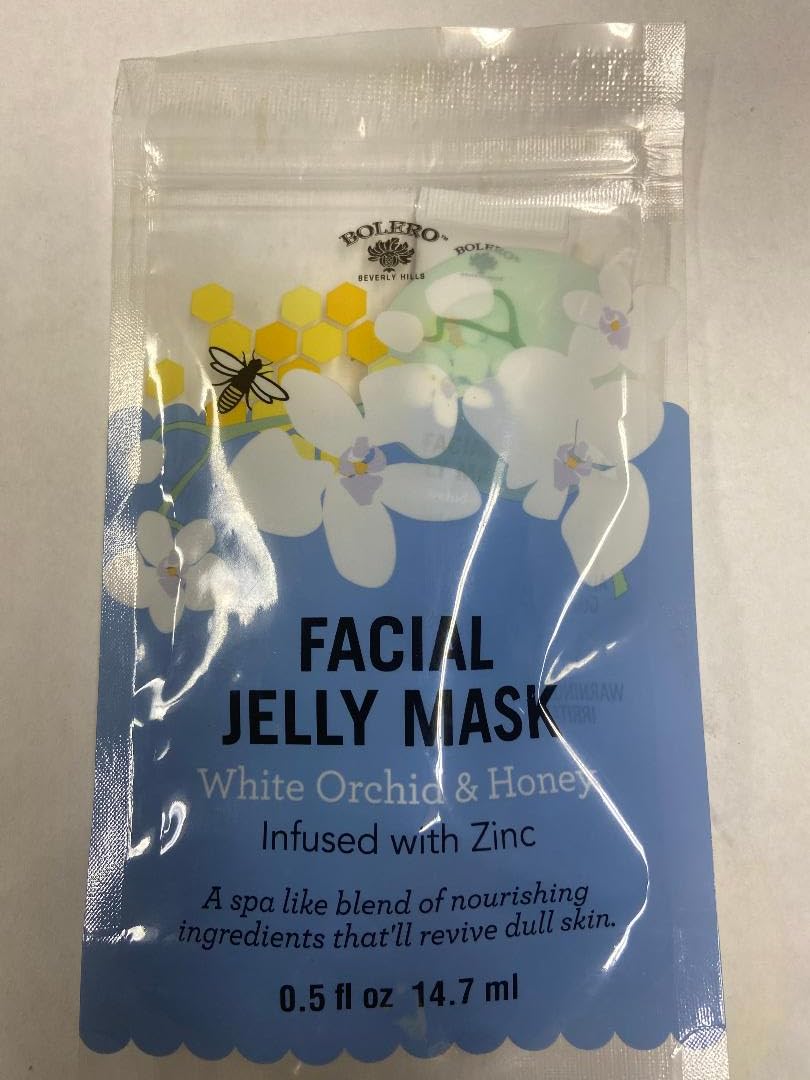 BOLERO™
BEVERLY HILLS
BOLERO
FACIAL
JELLY MASK
White Orchid & Honey
Infused with Zinc
A spa like blend of nourishing
ingredients that'll revive dull skin.
0.5 fl oz 14.7 ml